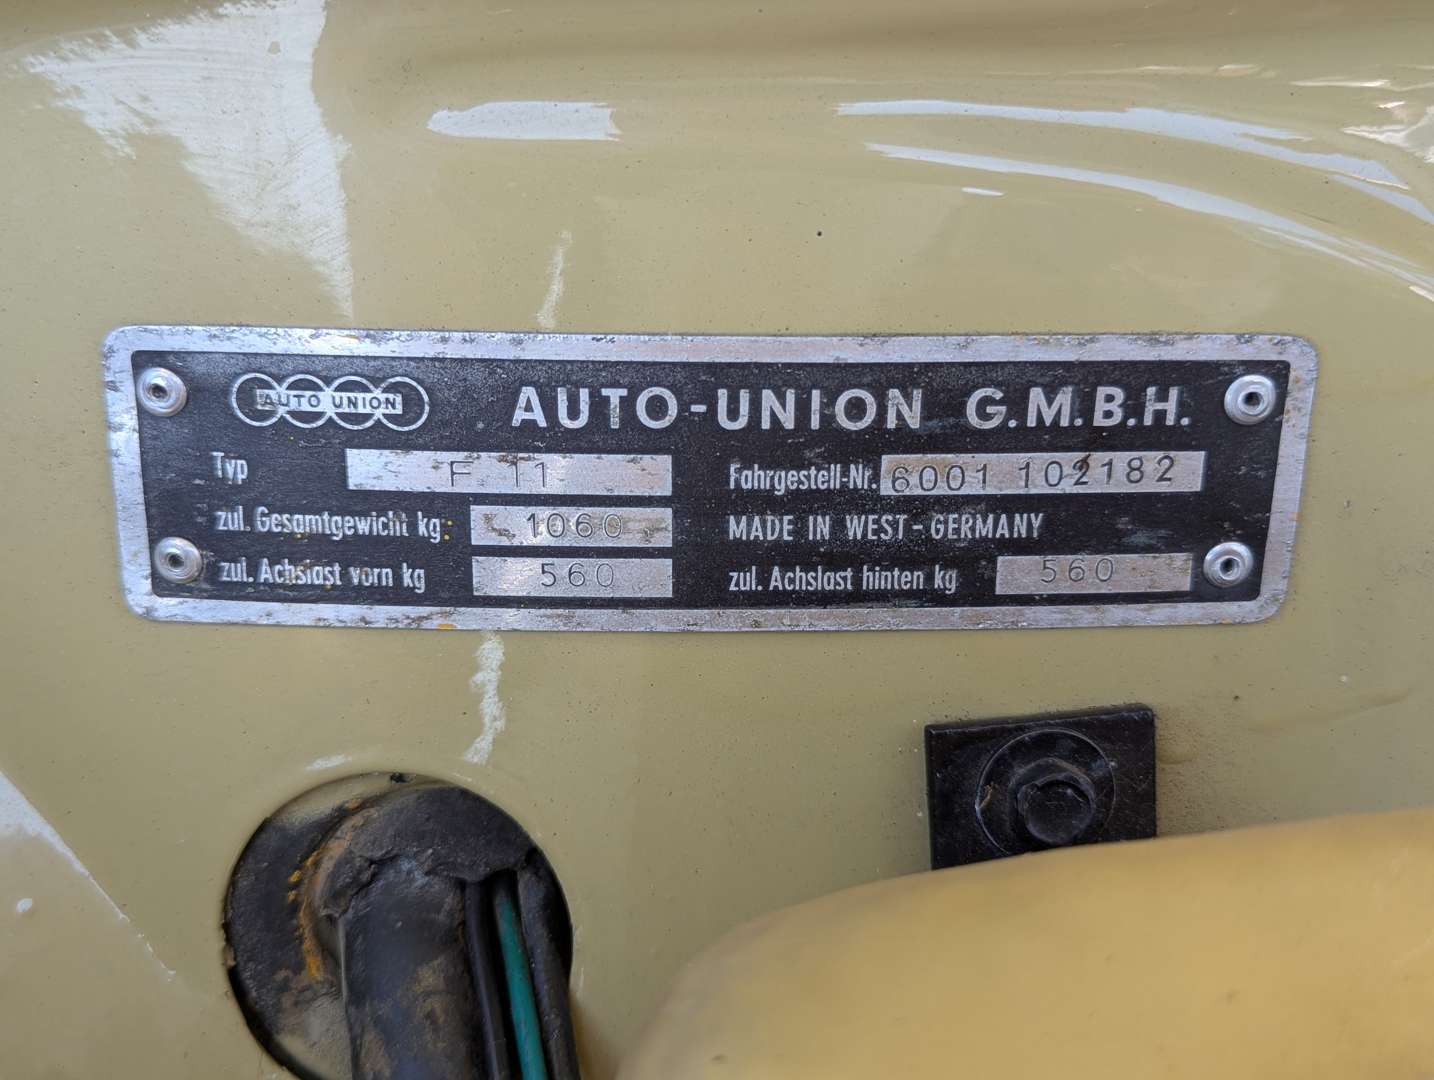 AUTO UNION AUTO-UNION G.M.B.H.
Typ F 11 Fahrgestell-Nr. 6001 102182
zul. Gesamtgewicht kg 1060 MADE IN WEST-GERMANY
zul. Achslast vorn kg 560 zul. Achslast hinten kg 560